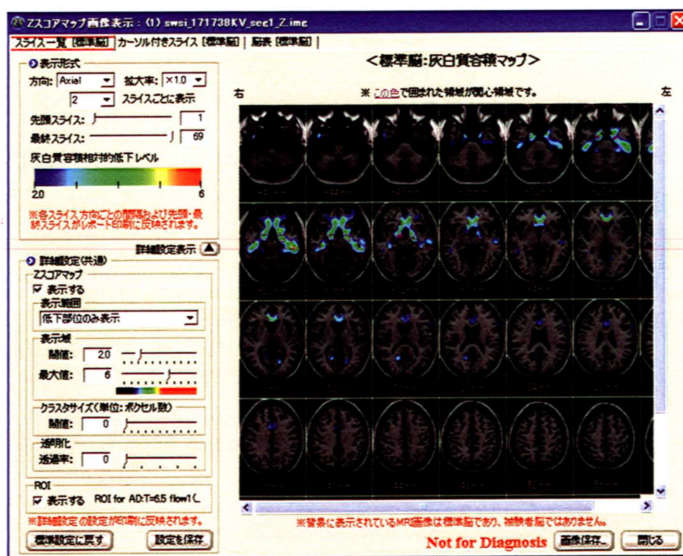 Zスコアマップ画像表示 : (1) swsi_171738KV_see1_Z.img
スライス一覧 [標準脳] カーソル付きスライス [標準脳] 脳表 [標準脳]
表示形式
方向: Axial 拡大率: ×1.0
2 スライスごとに表示
先頭スライス: 1
最終スライス: 69
灰白質容積相対的低下レベル
2.0 6
※各スライス方向ごとの間隔および先頭・最
終スライスがレポート印刷に反映されます。
詳細設定表示
詳細設定(共通)
Zスコアマップ
表示する
表示範囲
低下部位のみ表示
表示域
閾値: 2.0
最大値: 6
クラスタサイズ(単位: ボクセル数)
閾値: 0
透明化
透過率: 0
ROI
表示する ROI for AD:T=6.5 flow1(_
※詳細設定の設定が印刷に反映されます。
標準設定に戻す 設定を保存_
<標準脳:灰白質容積マップ>
右 ※ この色で囲まれた領域が関心領域です。 左
※背景に表示されているMRI画像は標準脳であり、被験者脳ではありません。
Not for Diagnosis 画像保存_ 閉じる